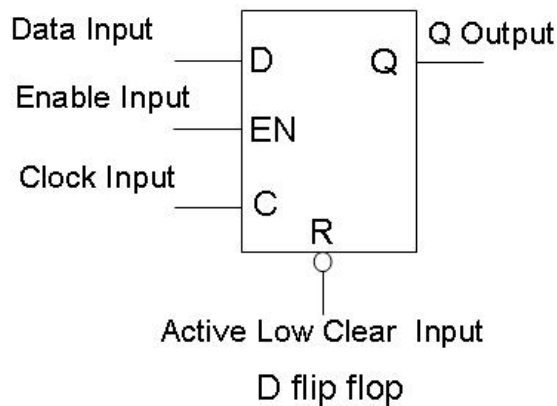 Data Input
Q Output
D
Q
Enable Input
EN
Clock Input
C
R
Active Low Clear Input
D flip flop